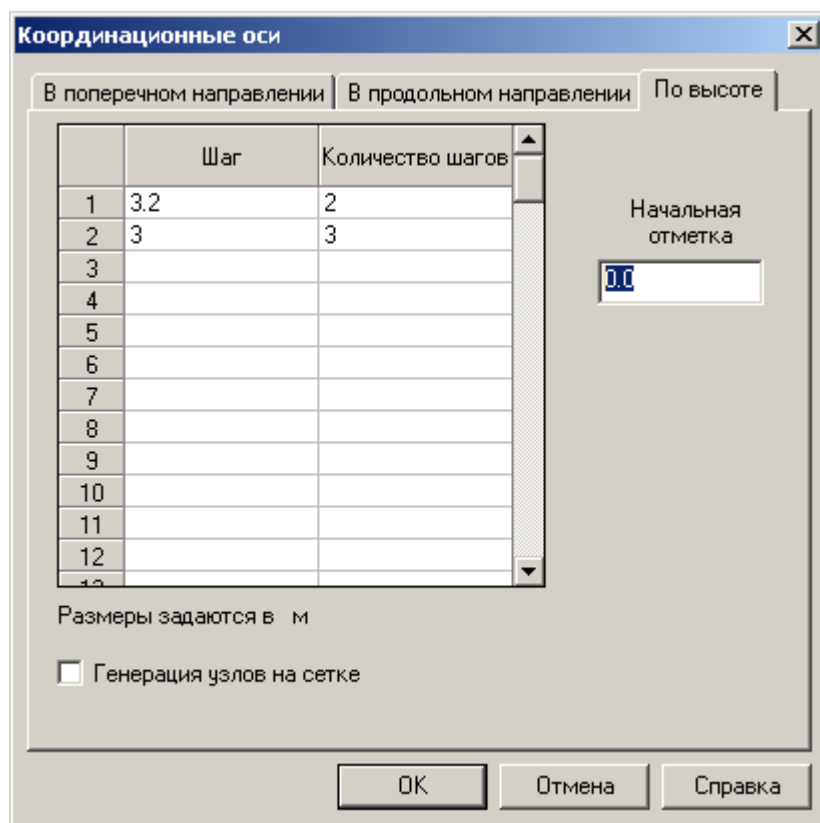 Координационные оси
В поперечном направлении В продольном направлении По высоте
Шаг Количество шагов
1 3.2 2
2 3 3
3
4
5
6
7
8
9
10
11
12
Начальная
отметка
0.0
Размеры задаются в м
Генерация узлов на сетке
OK Отмена Справка